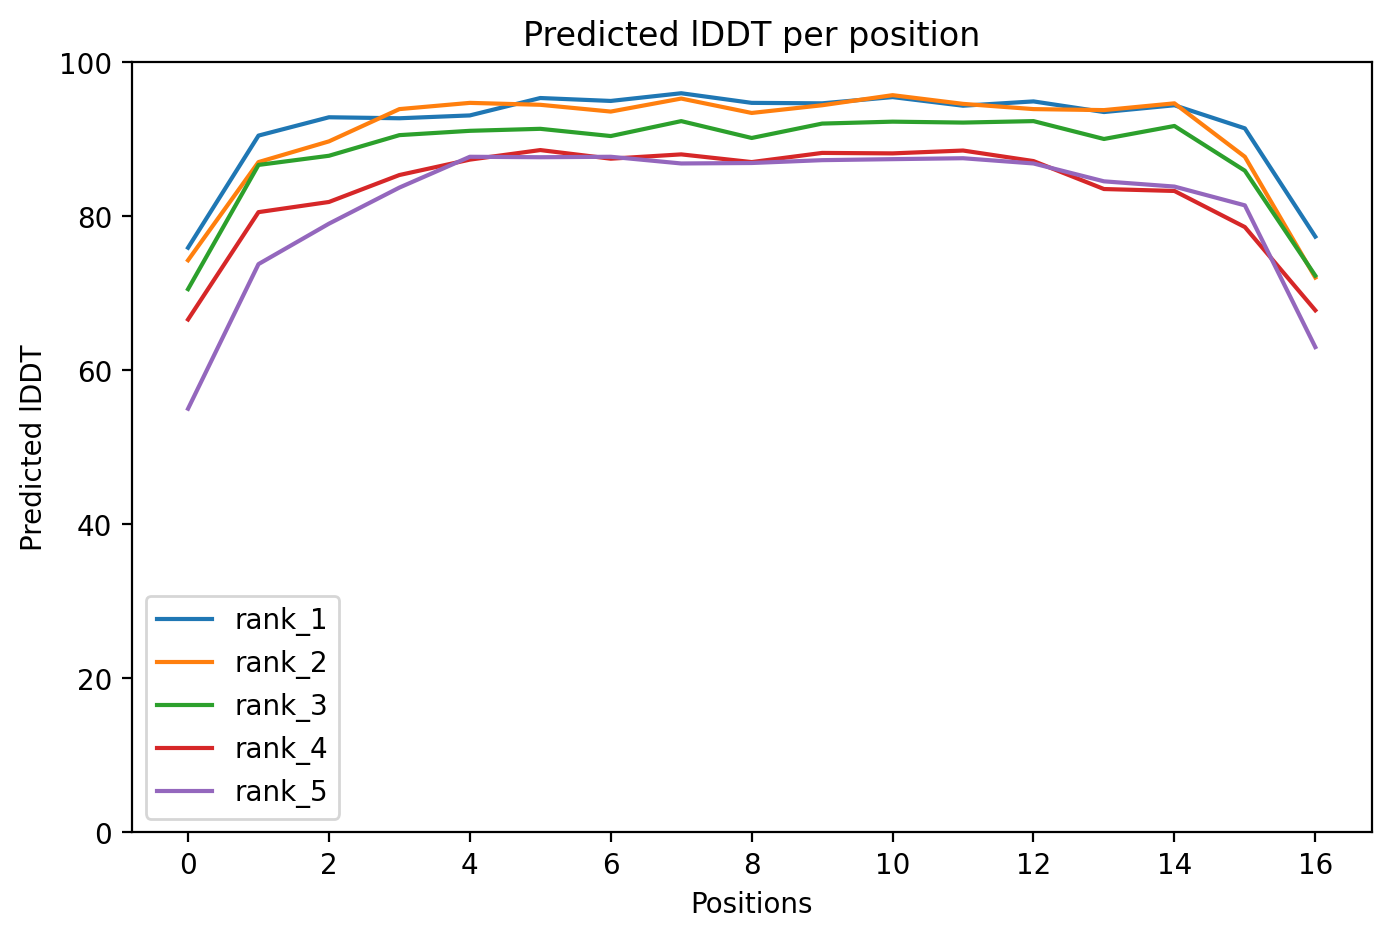 Predicted lDDT per position
100
80
60
40
20
0
Predicted lDDT
rank_1
rank_2
rank_3
rank_4
rank_5
0 2 4 6 8 10 12 14 16
Positions